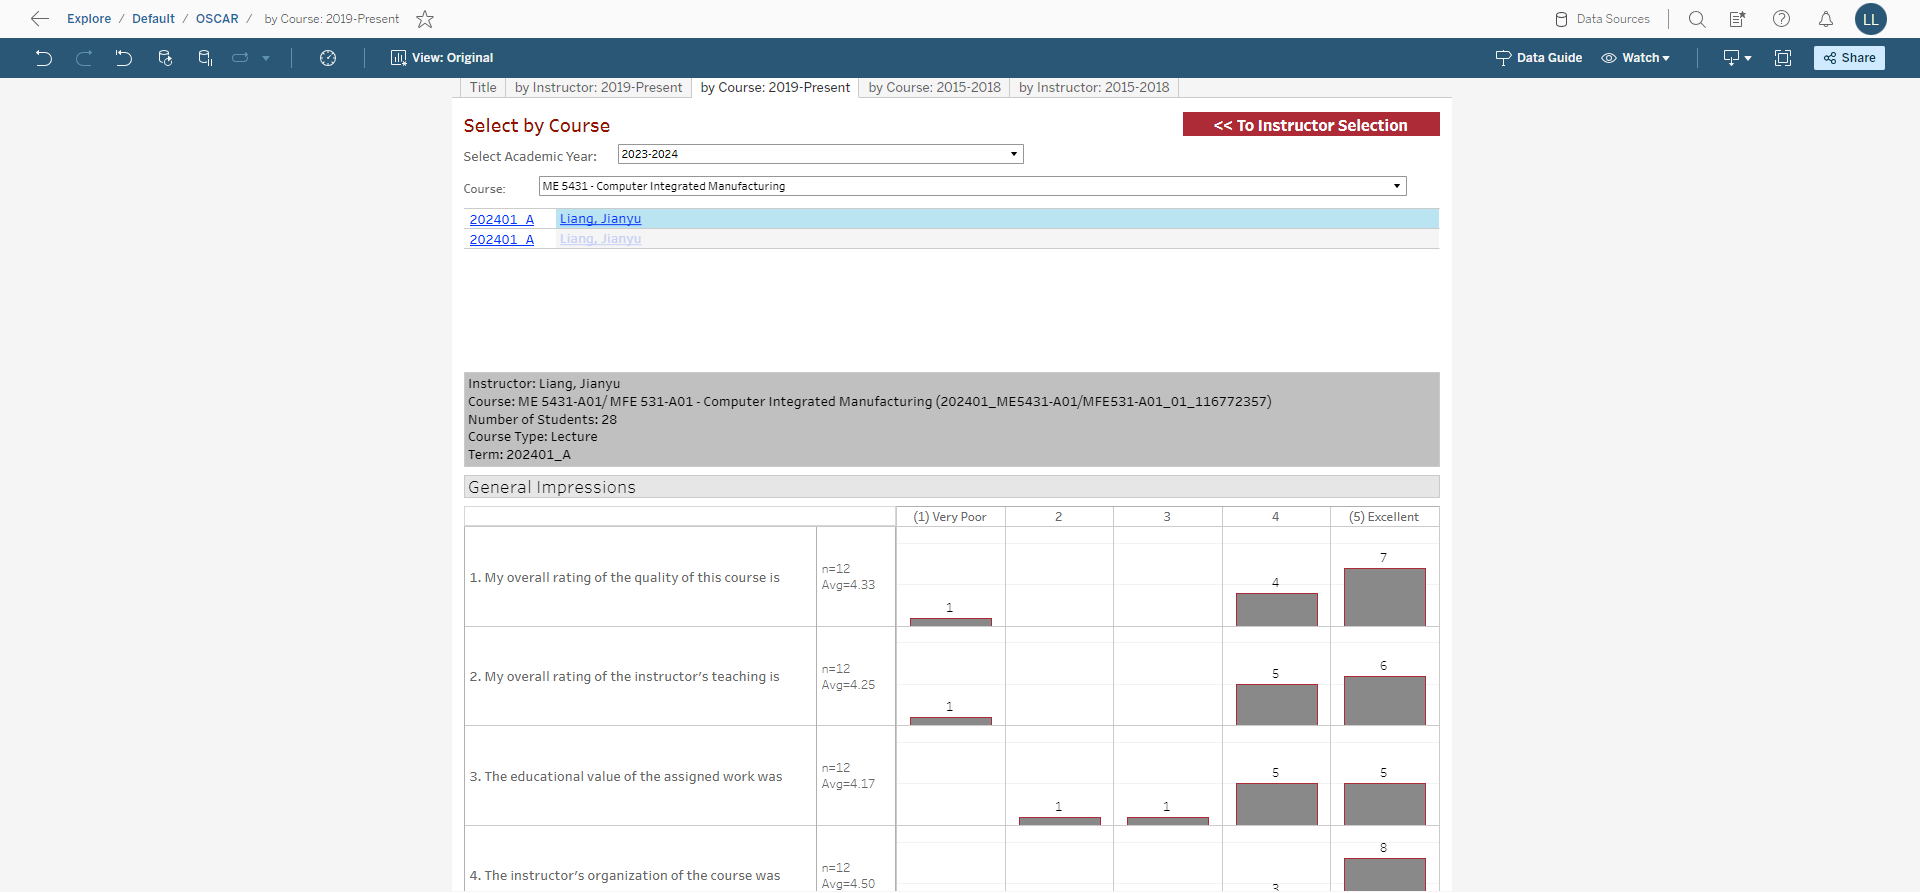 Explore / Default / OSCAR / by Course: 2019-Present
Data Sources
LL
View: Original
Data Guide
Watch
Share
Title
by Instructor: 2019-Present
by Course: 2019-Present
by Course: 2015-2018
by Instructor: 2015-2018
Select by Course
<< To Instructor Selection
Select Academic Year: 2023-2024
Course: ME 5431 - Computer Integrated Manufacturing
202401_A Liang, Jianyu
202401_A Liang, Jianyu
Instructor: Liang, Jianyu
Course: ME 5431-A01/ MFE 531-A01 - Computer Integrated Manufacturing (202401_ME5431-A01/MFE531-A01_01_116772357)
Number of Students: 28
Course Type: Lecture
Term: 202401_A
General Impressions
(1) Very Poor 2 3 4 (5) Excellent
1. My overall rating of the quality of this course is
n=12
Avg=4.33
1 4 7
2. My overall rating of the instructor's teaching is
n=12
Avg=4.25
1 5 6
3. The educational value of the assigned work was
n=12
Avg=4.17
1 1 5 5
4. The instructor's organization of the course was
n=12
Avg=4.50
3 8